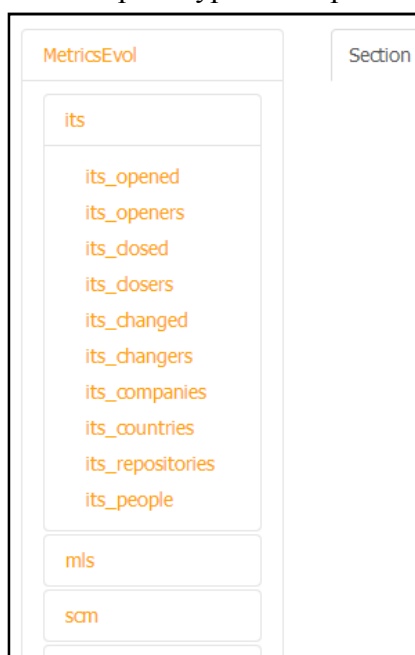 MetricsEvol
Section
its
its_opened
its_openers
its_closed
its_closers
its_changed
its_changers
its_companies
its_countries
its_repositories
its_people
mls
scm